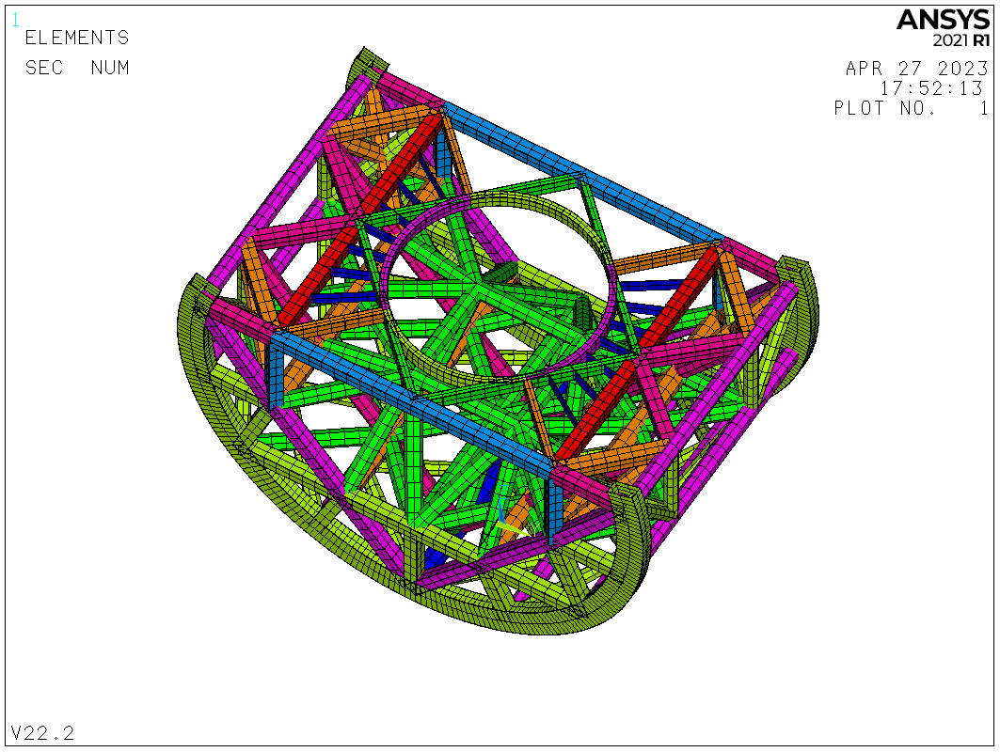 1
ELEMENTS
SEC NUM
ANSYS
2021 R1
APR 27 2023
17:52:13
PLOT NO. 1
V22.2